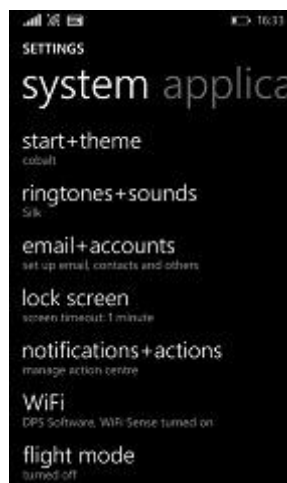 16:33
SETTINGS
system applica
start+theme
cobalt
ringtones+sounds
Silk
email+accounts
set up email, contacts and others
lock screen
screen timeout: 1 minute
notifications+actions
manage action centre
WiFi
DPS Software, WiFi Sense turned on
flight mode
turned off